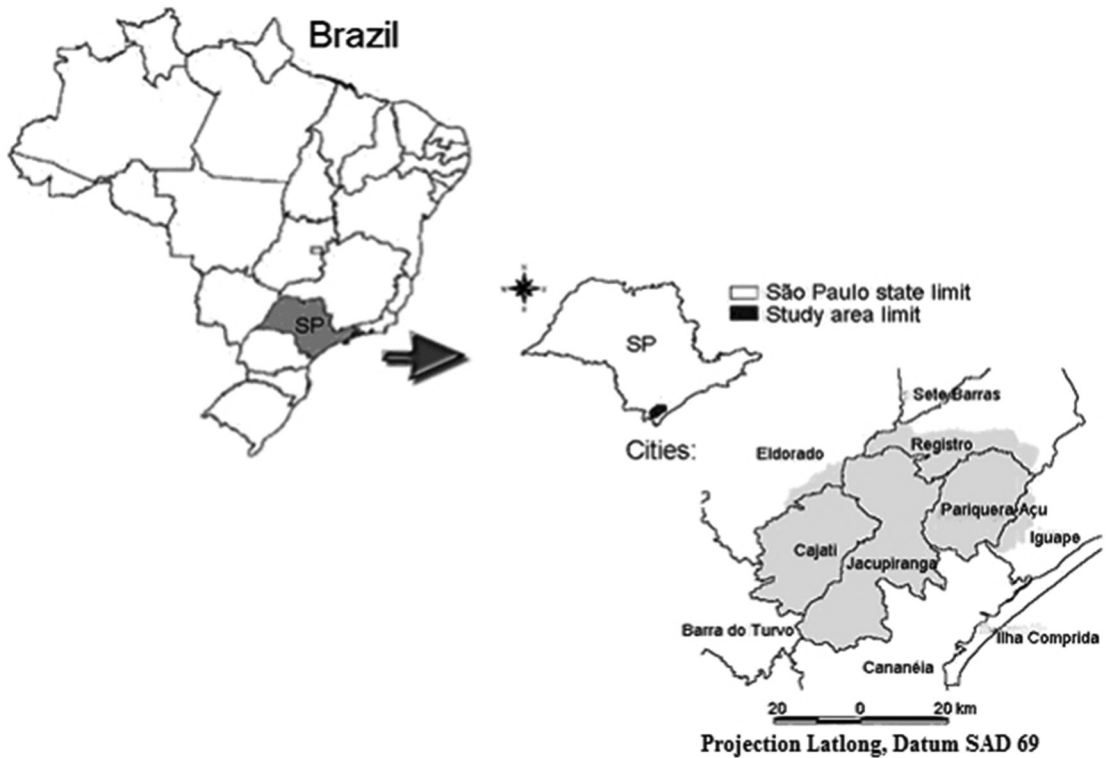 Brazil
SP
São Paulo state limit
Study area limit
SP
Cities:
Sete Barras
Registro
Eldorado
Pariquera-Açu
Iguape
Cajati
Jacupiranga
Barra do Turvo
Ilha Comprida
Cananéia
20 0 20 km
Projection Latlong, Datum SAD 69